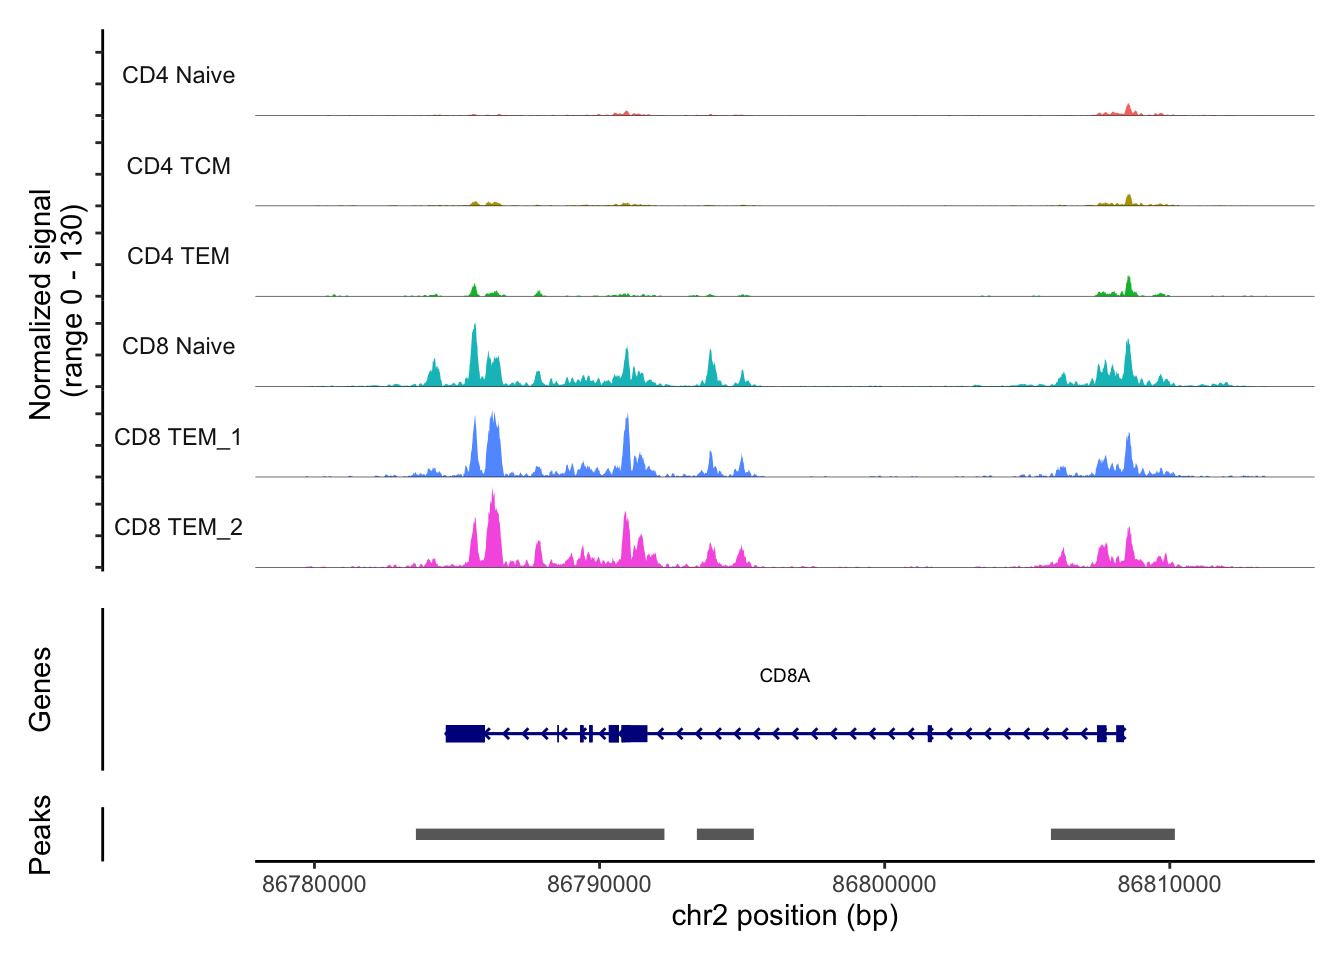 Normalized signal
(range 0 - 130)
CD4 Naive
CD4 TCM
CD4 TEM
CD8 Naive
CD8 TEM_1
CD8 TEM_2
Genes
CD8A
Peaks
86780000 86790000 86800000 86810000
chr2 position (bp)